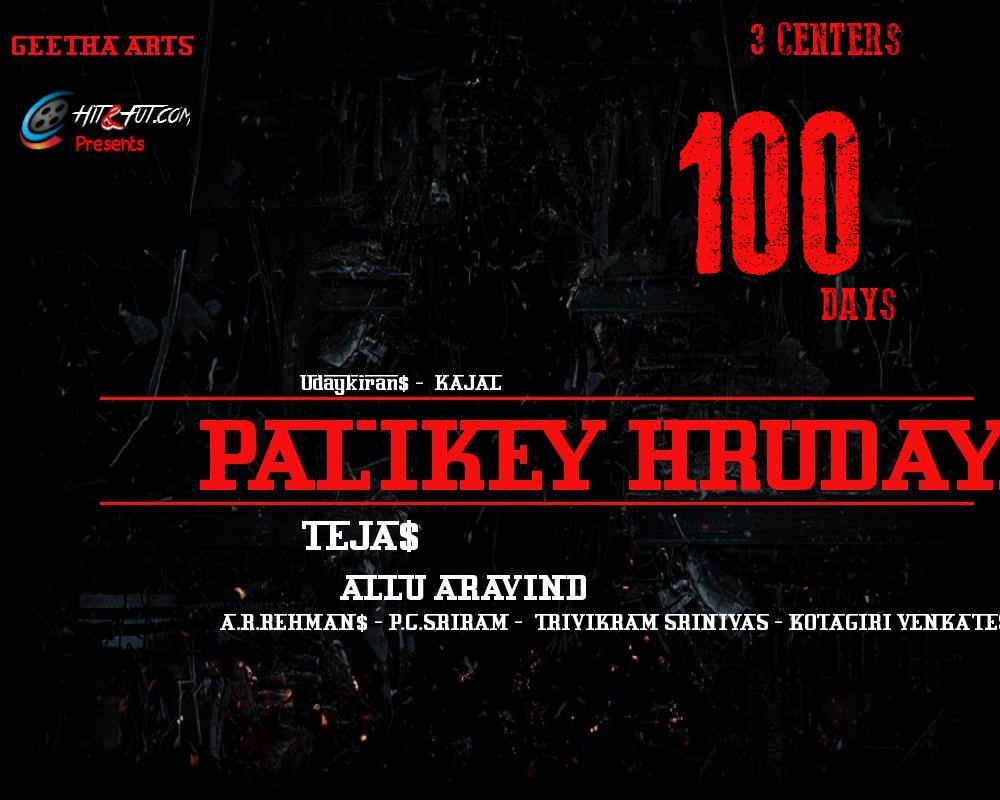 GEETHA ARTS
3 CENTERS
HIT&FUT.COM
Presents
100
DAYS
Udaykiran$ - KAJAL
PALIKEY HRUDAY
TEJA$
ALLU ARAVIND
A.R.REHMAN$ - P.C.SRIRAM - TRIVIKRAM SRINIVAS - KOTAGIRI VENKATES